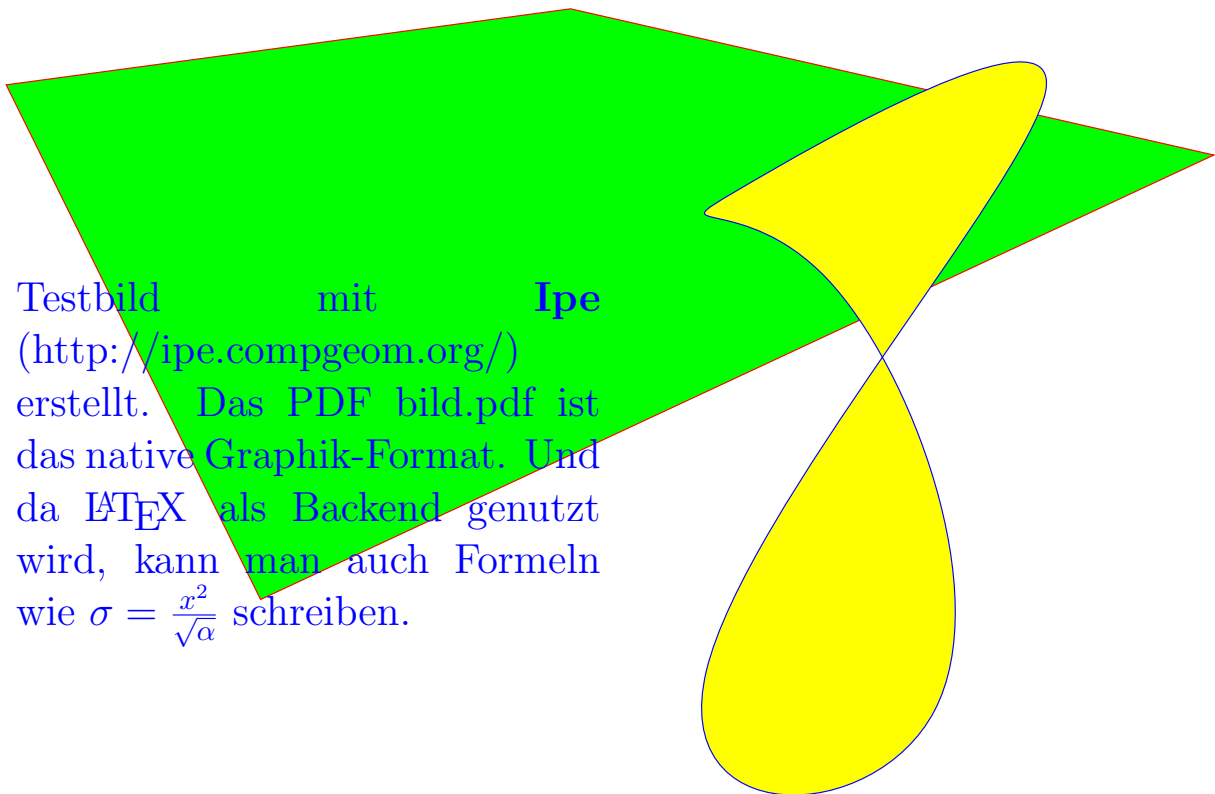 Testbild mit Ipe
(http://ipe.compgeom.org/)
erstellt. Das PDF bild.pdf ist
das native Graphik-Format. Und
da LATEX als Backend genutzt
wird, kann man auch Formeln
wie σ = x²/√α schreiben.